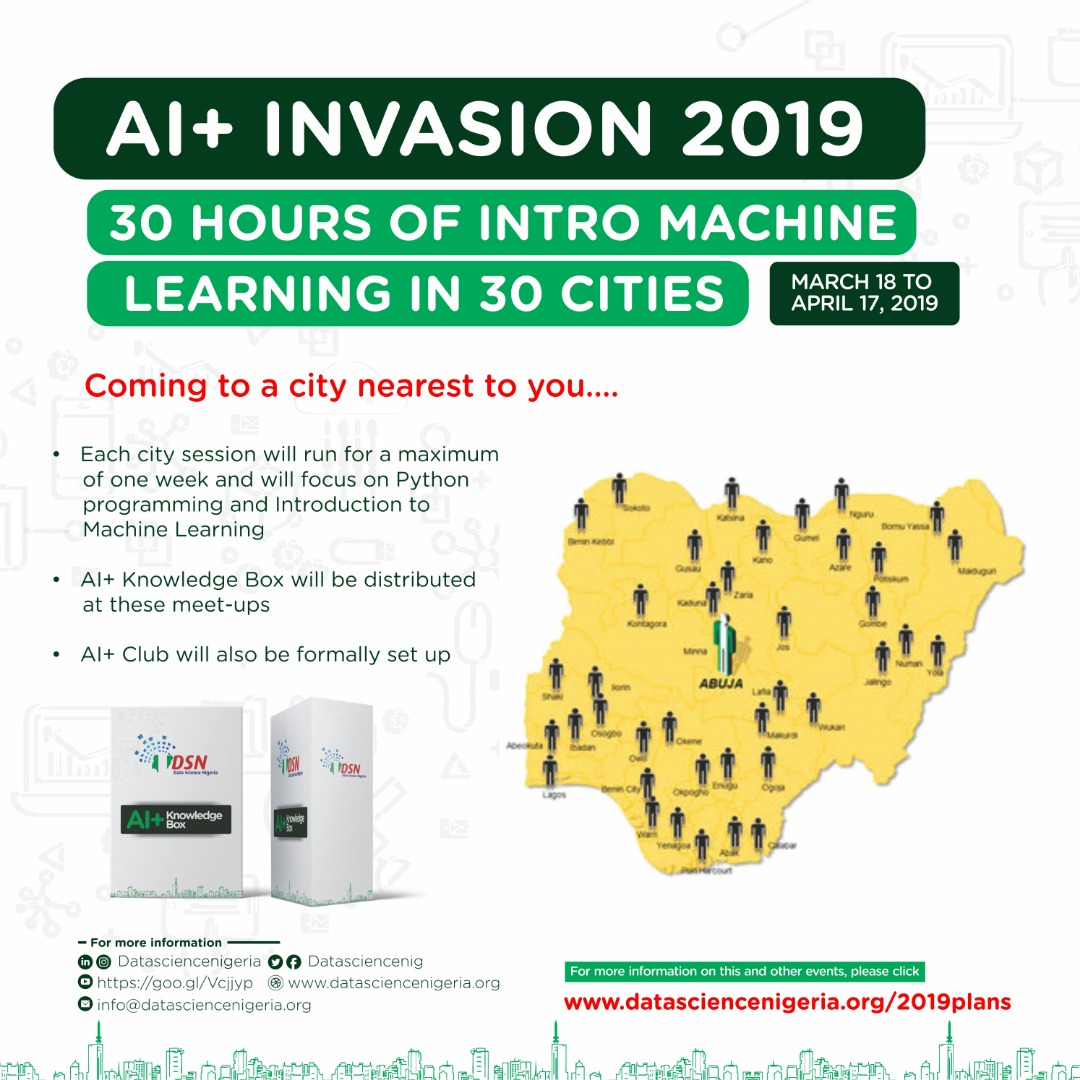 AI+ INVASION 2019
30 HOURS OF INTRO MACHINE
LEARNING IN 30 CITIES
MARCH 18 TO
APRIL 17, 2019
Coming to a city nearest to you....
• Each city session will run for a maximum
of one week and will focus on Python
programming and Introduction to
Machine Learning
• AI+ Knowledge Box will be distributed
at these meet-ups
• AI+ Club will also be formally set up
DSN
Data Science Nigeria
AI+ Knowledge
Box
DSN
AI+ Knowledge
Box
DSN
Sokoto
Birnin Kebbi
Katsina
Nguru
Gumel
Bornu Yassa
Kano
Gusau
Azare
Potiskum
Maiduguri
Zaria
Kaduna
Kontagora
Gombe
Jos
Minna
ABUJA
Numan
Yola
Jalingo
Shaki
Ilorin
Lafia
Wukari
Osogbo
Makurdi
Abeokuta
Ibadan
Okene
Owo
Lagos
Benin City
Enugu
Okpogho
Ogoja
Warri
Yenagoa
Abak
Calabar
Port Harcourt
For more information
Datasciencenigeria Datasciencenig
https://goo.gl/Vcjjyp www.datasciencenigeria.org
info@datasciencenigeria.org
For more information on this and other events, please click
www.datasciencenigeria.org/2019plans